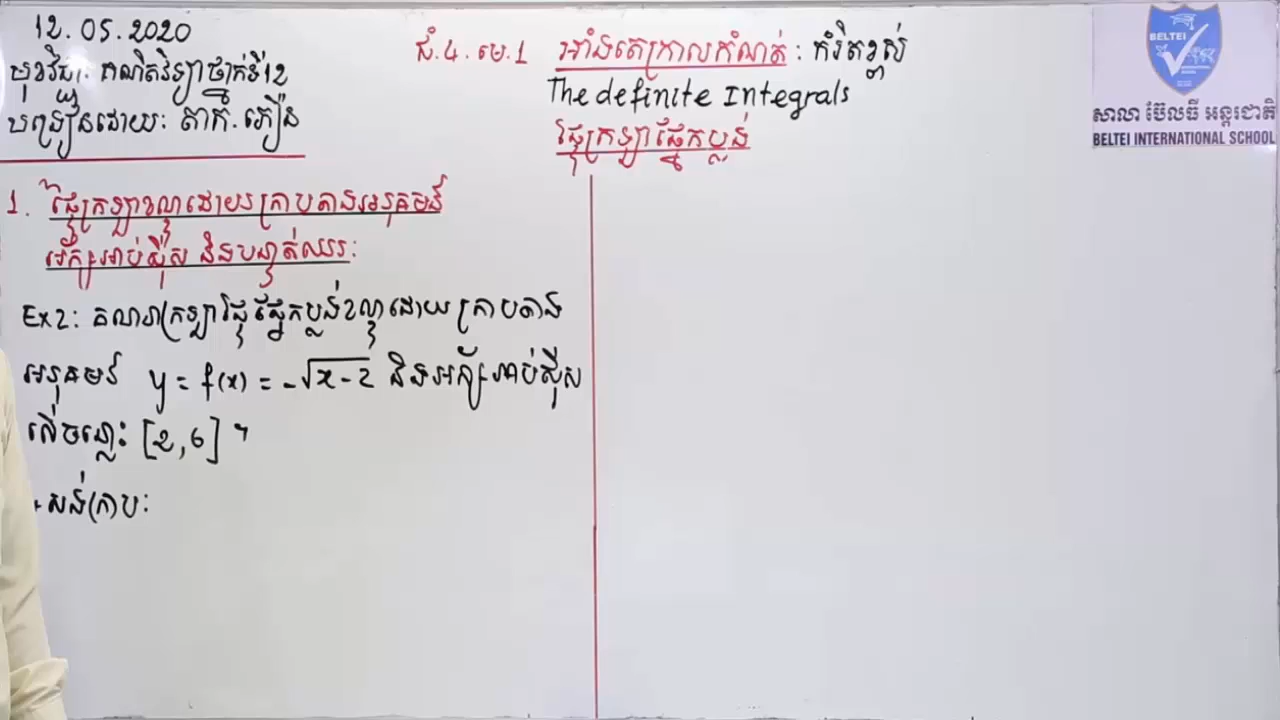 12.05.2020
មុខវិជ្ជា: គណិតវិទ្យាថ្នាក់ទី12
បង្រៀនដោយ: តាក់.ភឿន
ជំ.4.មេ.1 អាំងតេក្រាលកំណត់ : កំរិតខ្ពស់
The definite Integrals
ផ្ទៃក្រឡាផ្នែកប្លង់
BELTEI
សាលា ប៊ែលធី អន្តរជាតិ
BELTEI INTERNATIONAL SCHOOL
1. ផ្ទៃក្រឡាខណ្ឌដោយក្រាបតាងអនុគមន៍
អ័ក្សអាប់ស៊ីស និងបន្ទាត់ឈរ:
Ex2: គណនាក្រឡាផ្ទៃផ្នែកប្លង់ខណ្ឌដោយក្រាបតាង
អនុគមន៍ y = f(x) = -√x-2 និងអ័ក្សអាប់ស៊ីស
លើចន្លោះ [2,6] ។
សង់ក្រាប: